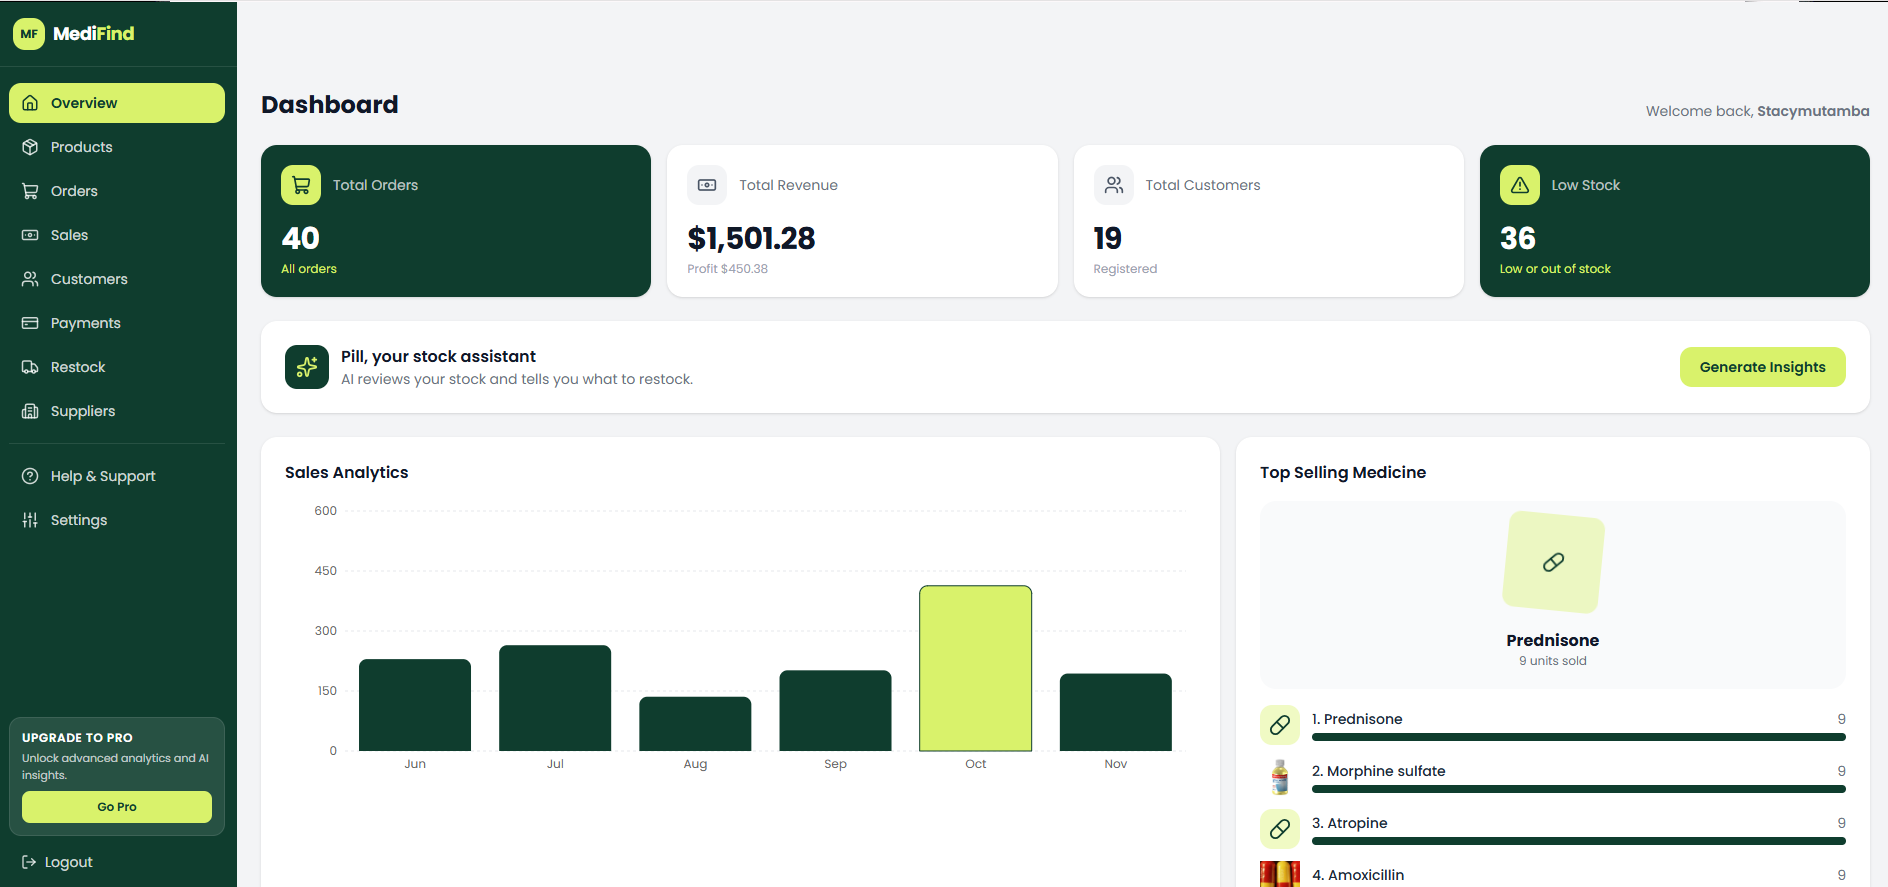 MF MediFind
Overview
Products
Orders
Sales
Customers
Payments
Restock
Suppliers
Help & Support
Settings
UPGRADE TO PRO
Unlock advanced analytics and AI
insights.
Go Pro
Logout
Dashboard
Welcome back, Stacymutamba
Total Orders
40
All orders
Total Revenue
$1,501.28
Profit $450.38
Total Customers
19
Registered
Low Stock
36
Low or out of stock
Pill, your stock assistant
AI reviews your stock and tells you what to restock.
Generate Insights
Sales Analytics
600
450
300
150
0
Jun Jul Aug Sep Oct Nov
Top Selling Medicine
Prednisone
9 units sold
1. Prednisone 9
2. Morphine sulfate 9
3. Atropine 9
4. Amoxicillin 9